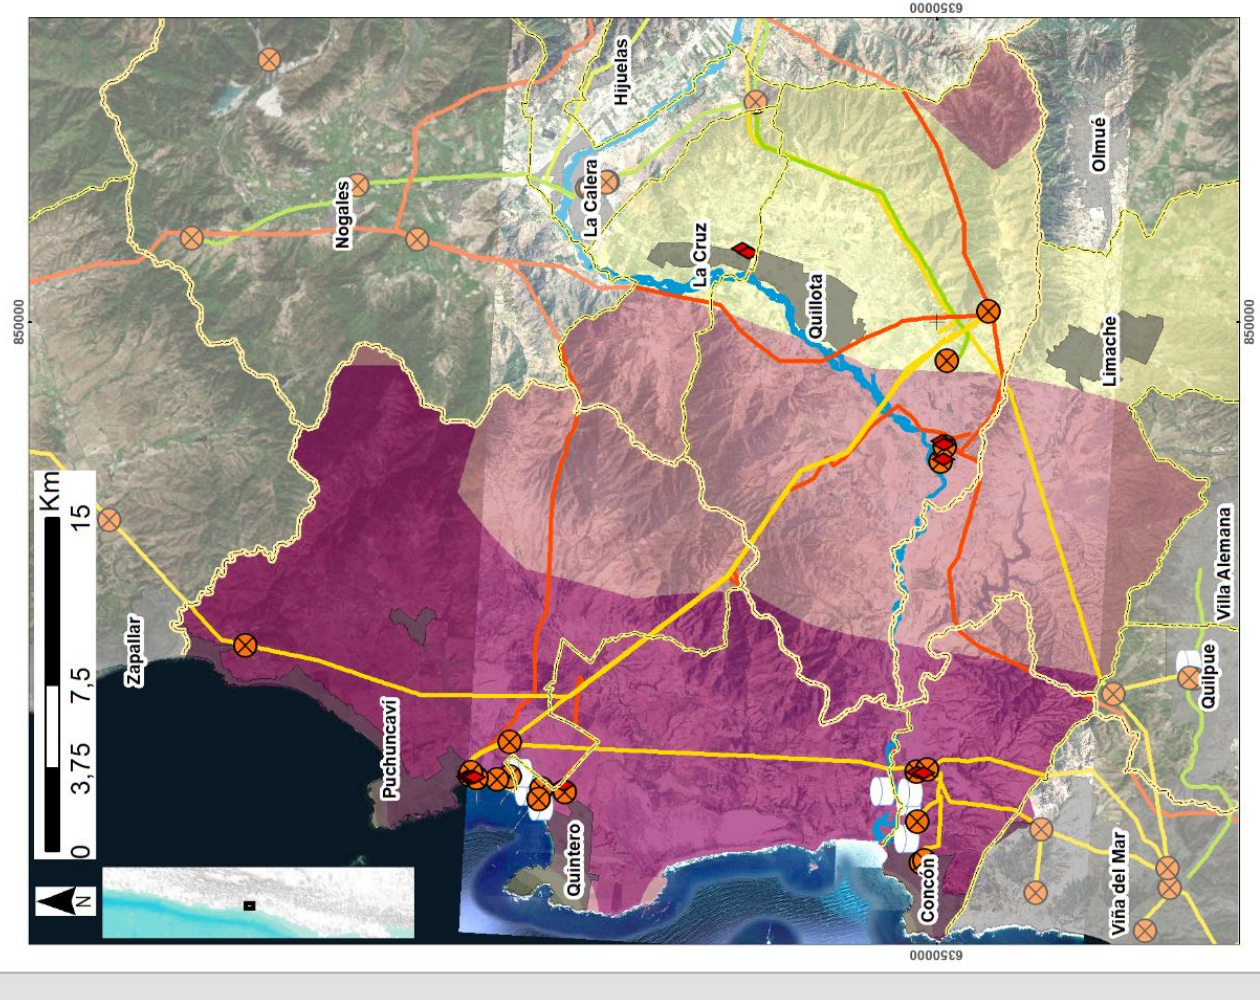 6350000
850000
Km
15
7,5
3,75
0
N
Zapallar
Puchuncaví
Nogales
Hijuelas
La Calera
La Cruz
Quillota
Quintero
Concón
Olmué
Limache
Villa Alemana
Quilpue
Viña del Mar
850000
6350000